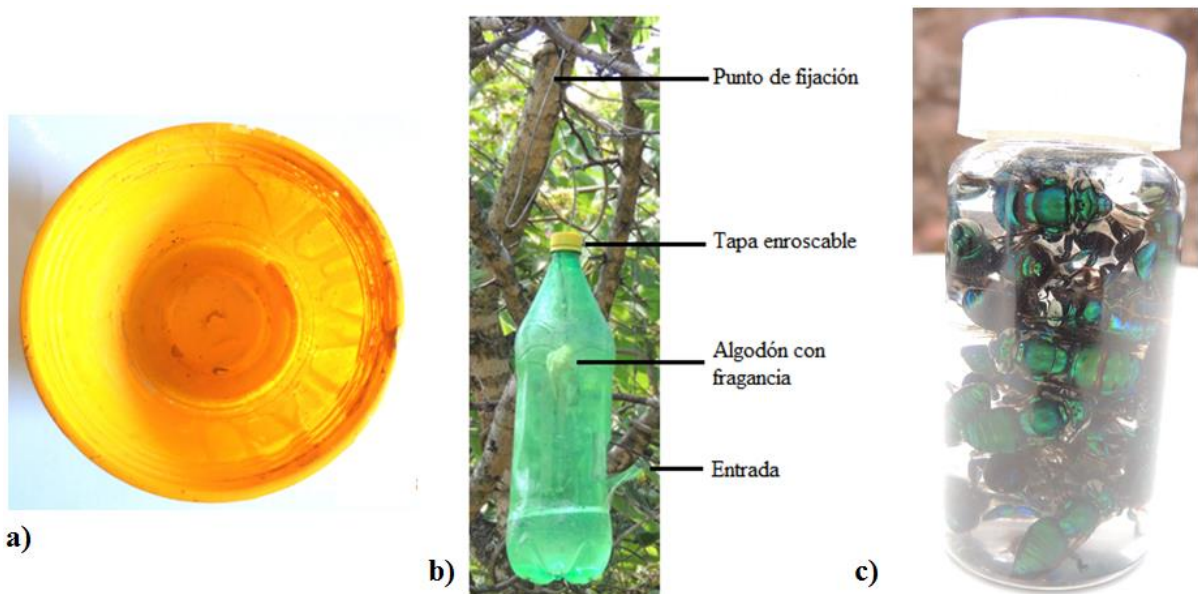 Punto de fijación
Tapa enroscable
Algodón con
fragancia
Entrada
a)
b)
c)